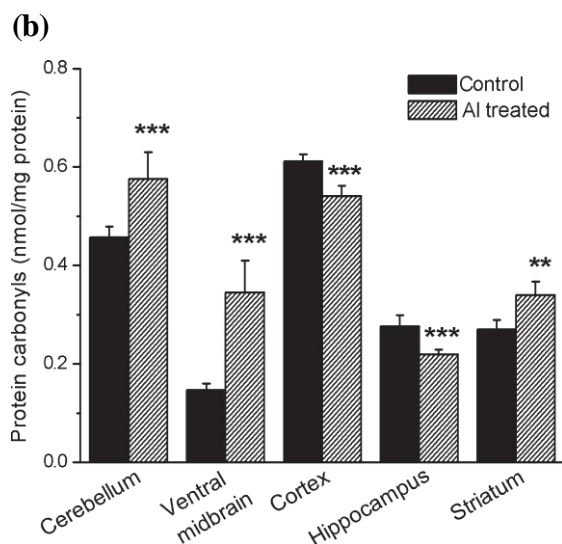 (b)
0.8
Control
Al treated
***
***
0.6
***
***
**
0.4
0.2
0.0
Protein carbonyls (nmol/mg protein)
Cerebellum
Ventral
midbrain
Cortex
Hippocampus
Striatum